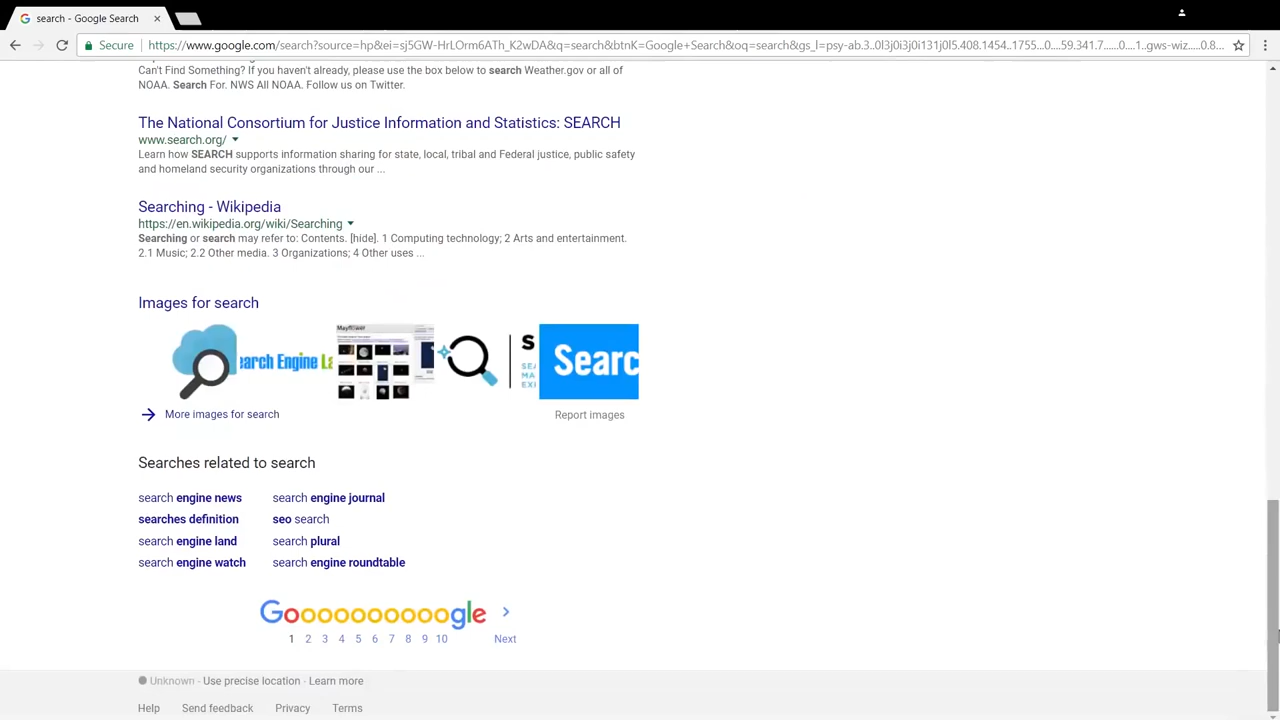 search - Google Search
Secure https://www.google.com/search?source=hp&ei=sj5GW-HrLOrm6ATh_K2wDA&q=search&btnK=Google+Search&oq=search&gs_l=psy-ab.3..0l3j0i3j0i131j0l5.408.1454..1755...0....59.341.7......0....1..gws-wiz.....0.8...
Can't Find Something? If you haven't already, please use the box below to search Weather.gov or all of
NOAA. Search For. NWS All NOAA. Follow us on Twitter.
The National Consortium for Justice Information and Statistics: SEARCH
www.search.org/
Learn how SEARCH supports information sharing for state, local, tribal and Federal justice, public safety
and homeland security organizations through our ...
Searching - Wikipedia
https://en.wikipedia.org/wiki/Searching
Searching or search may refer to: Contents. [hide]. 1 Computing technology; 2 Arts and entertainment.
2.1 Music; 2.2 Other media. 3 Organizations; 4 Other uses ...
Images for search
arch Engine La
Mayflower
S
SEA
MA
EXI
Searc
More images for search
Report images
Searches related to search
search engine news search engine journal
searches definition seo search
search engine land search plural
search engine watch search engine roundtable
Goooooooooogle
1 2 3 4 5 6 7 8 9 10 Next
Unknown - Use precise location - Learn more
Help Send feedback Privacy Terms